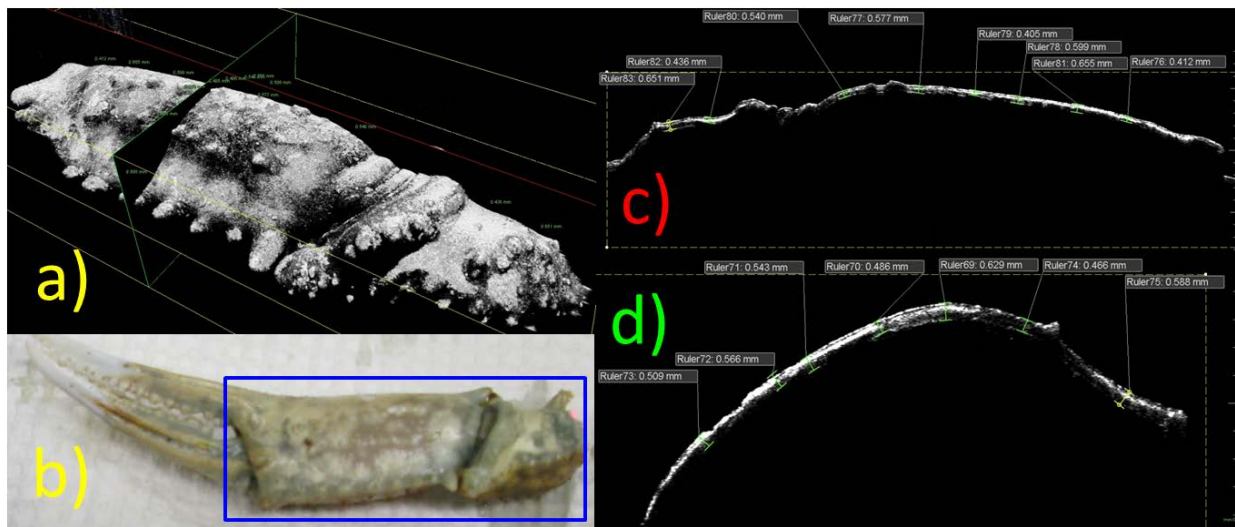 a)
b)
Ruler80: 0.540 mm
Ruler77: 0.577 mm
Ruler79: 0.405 mm
Ruler82: 0.436 mm
Ruler78: 0.599 mm
Ruler83: 0.651 mm
Ruler81: 0.655 mm
Ruler76: 0.412 mm
c)
Ruler71: 0.543 mm
Ruler70: 0.486 mm
Ruler69: 0.629 mm
Ruler74: 0.466 mm
Ruler75: 0.588 mm
d)
Ruler72: 0.566 mm
Ruler73: 0.509 mm